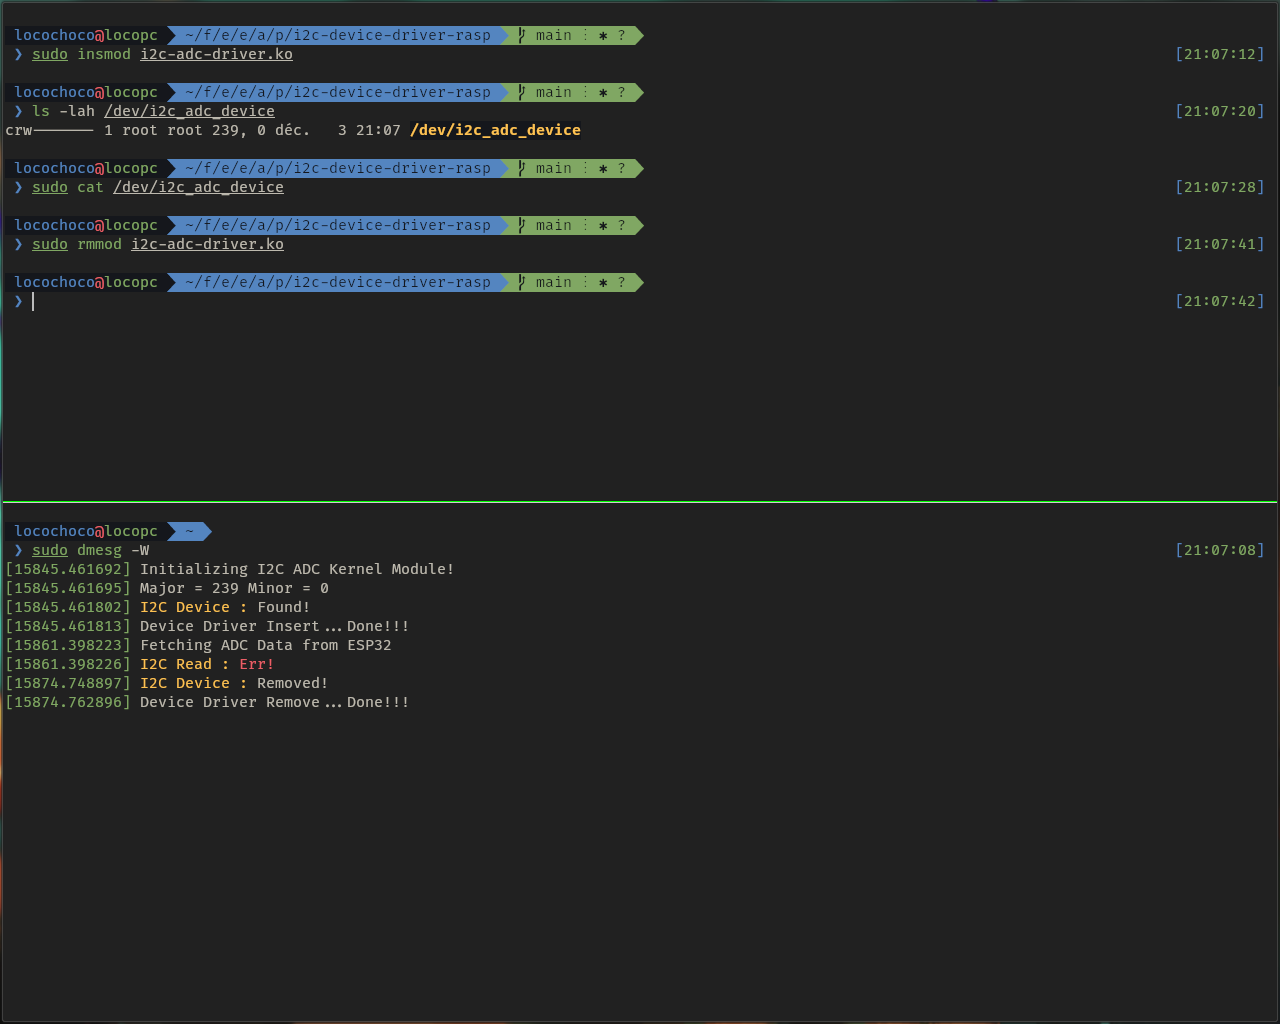 locochoco@locopc ~/f/e/e/a/p/i2c-device-driver-rasp main ⋮ ✱ ?
❯ sudo insmod i2c-adc-driver.ko [21:07:12]
locochoco@locopc ~/f/e/e/a/p/i2c-device-driver-rasp main ⋮ ✱ ?
❯ ls -lah /dev/i2c_adc_device [21:07:20]
crw------- 1 root root 239, 0 déc. 3 21:07 /dev/i2c_adc_device
locochoco@locopc ~/f/e/e/a/p/i2c-device-driver-rasp main ⋮ ✱ ?
❯ sudo cat /dev/i2c_adc_device [21:07:28]
locochoco@locopc ~/f/e/e/a/p/i2c-device-driver-rasp main ⋮ ✱ ?
❯ sudo rmmod i2c-adc-driver.ko [21:07:41]
locochoco@locopc ~/f/e/e/a/p/i2c-device-driver-rasp main ⋮ ✱ ?
❯ [21:07:42]
locochoco@locopc ~
❯ sudo dmesg -W [21:07:08]
[15845.461692] Initializing I2C ADC Kernel Module!
[15845.461695] Major = 239 Minor = 0
[15845.461802] I2C Device : Found!
[15845.461813] Device Driver Insert...Done!!!
[15861.398223] Fetching ADC Data from ESP32
[15861.398226] I2C Read : Err!
[15874.748897] I2C Device : Removed!
[15874.762896] Device Driver Remove...Done!!!